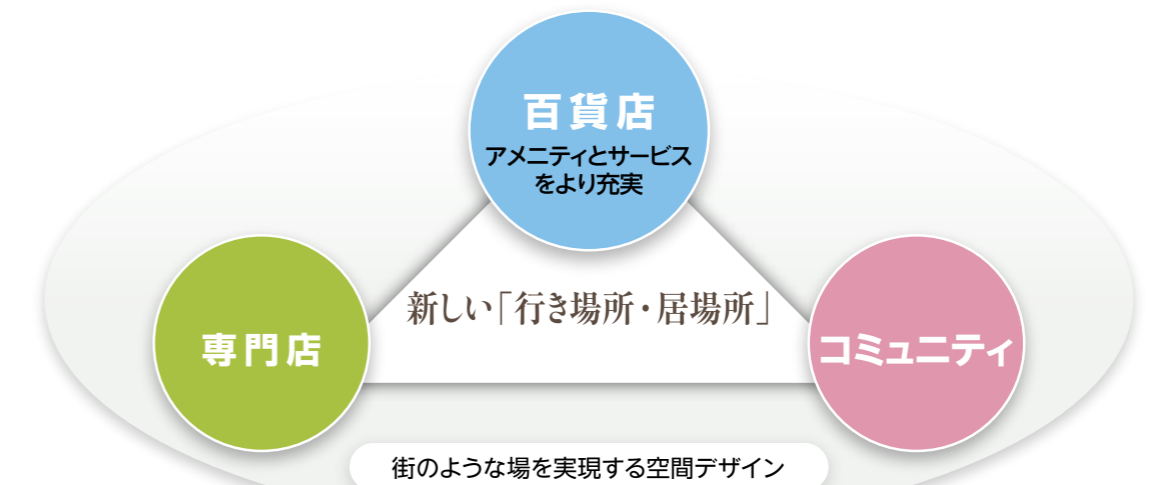 百貨店
アメニティとサービス
をより充実
新しい「行き場所・居場所」
専門店
コミュニティ
街のような場を実現する空間デザイン